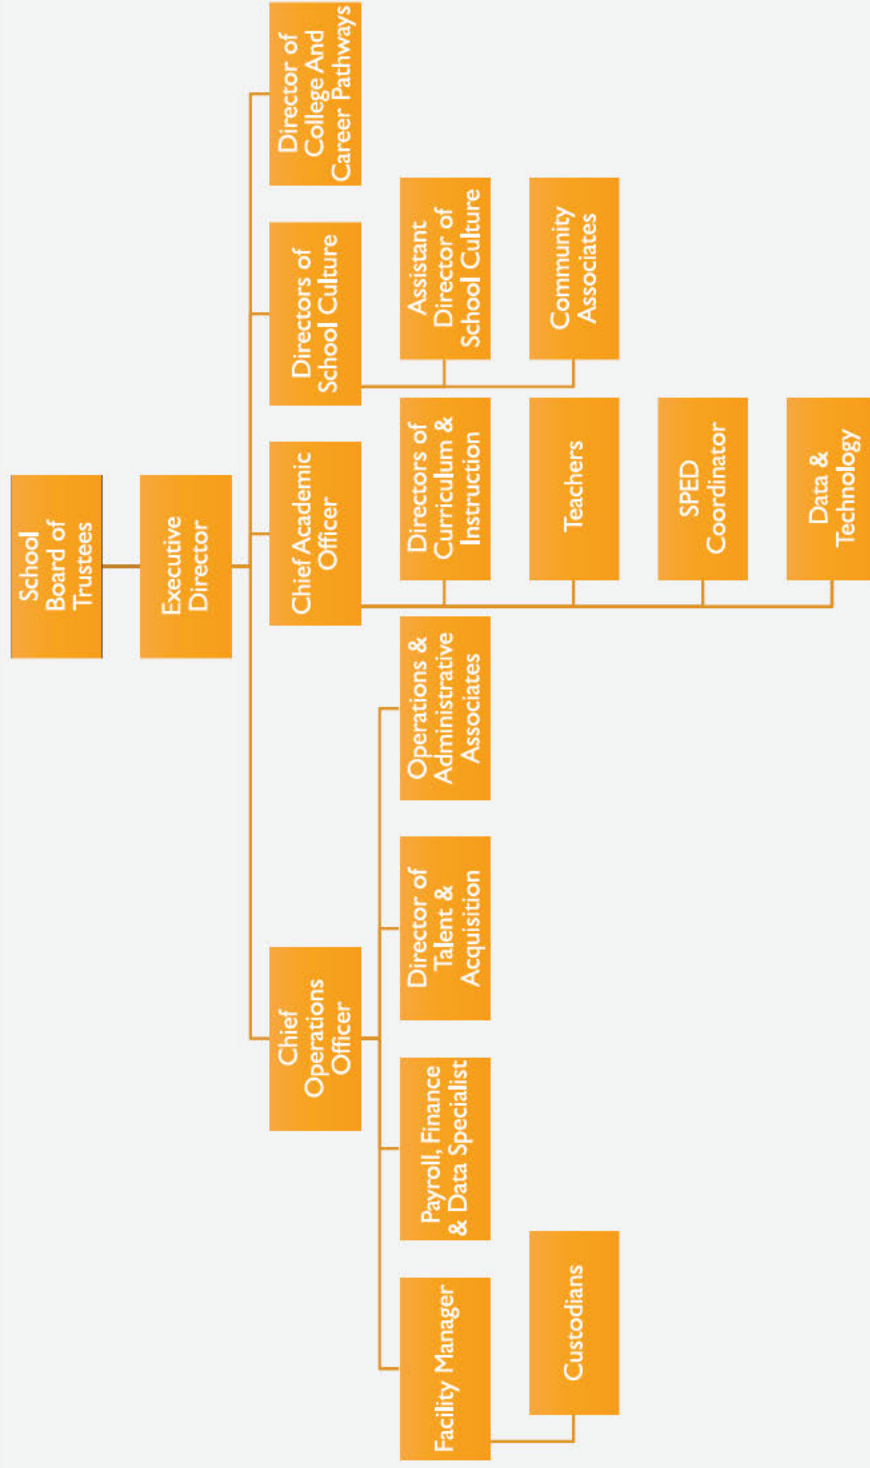 School
Board of
Trustees
Executive
Director
Chief
Operations
Officer
Chief Academic
Officer
Directors of
School Culture
Director of
College And
Career Pathways
Facility Manager
Payroll, Finance
& Data Specialist
Director of
Talent &
Acquisition
Operations &
Administrative
Associates
Directors of
Curriculum &
Instruction
Assistant
Director of
School Culture
Custodians
Teachers
Community
Associates
SPED
Coordinator
Data &
Technology